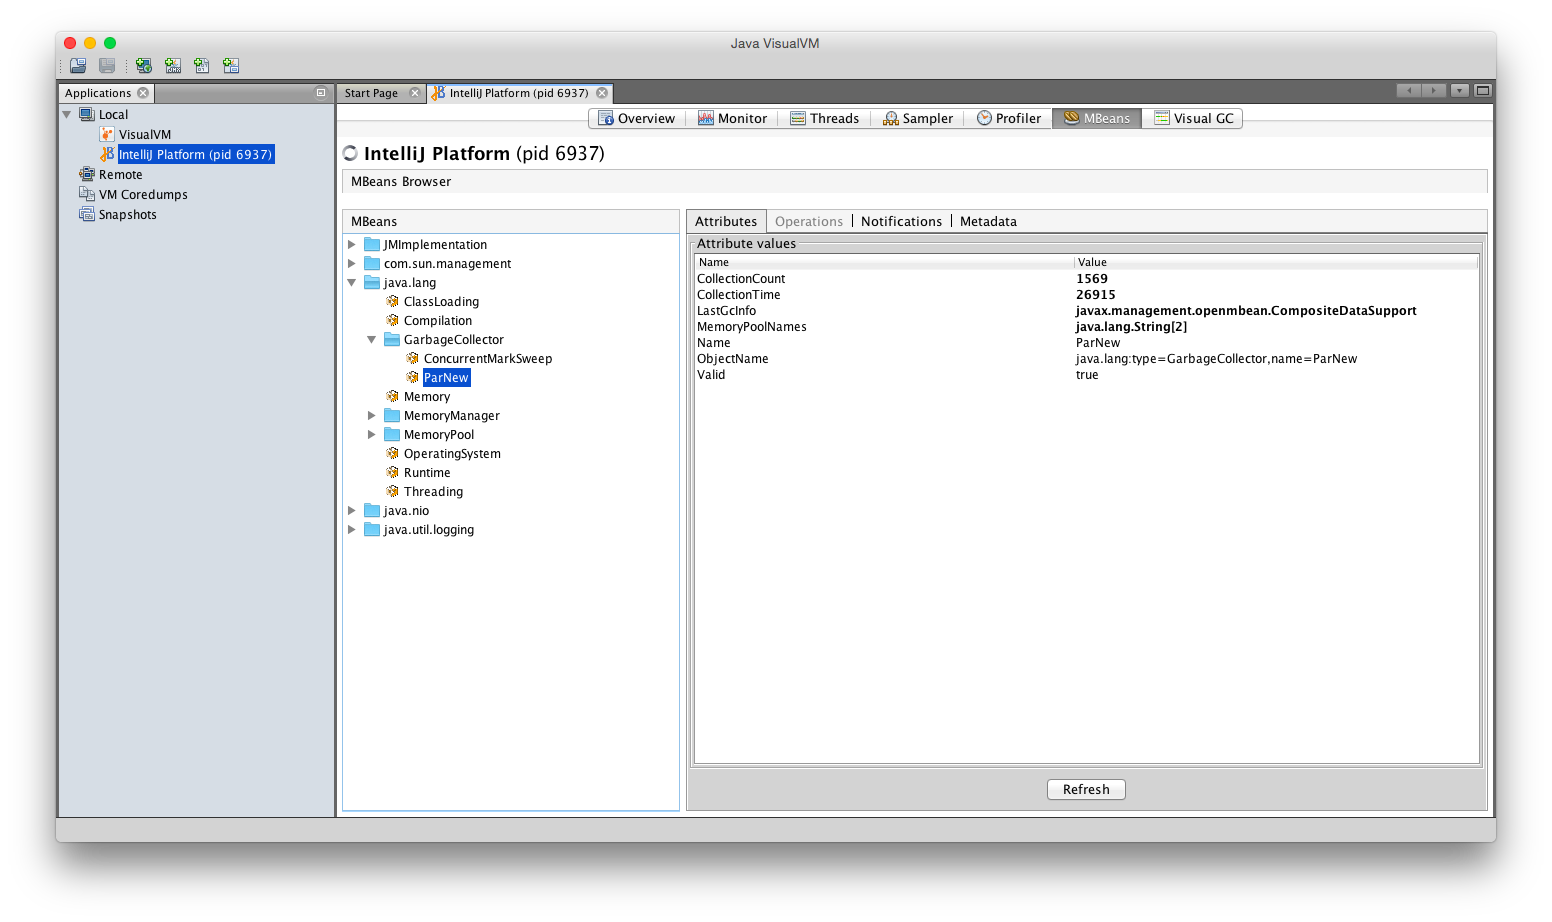 Java VisualVM
Applications
Start Page
IntelliJ Platform (pid 6937)
Local
VisualVM
IntelliJ Platform (pid 6937)
Remote
VM Coredumps
Snapshots
Overview
Monitor
Threads
Sampler
Profiler
MBeans
Visual GC
IntelliJ Platform (pid 6937)
MBeans Browser
MBeans
JMImplementation
com.sun.management
java.lang
ClassLoading
Compilation
GarbageCollector
ConcurrentMarkSweep
ParNew
Memory
MemoryManager
MemoryPool
OperatingSystem
Runtime
Threading
java.nio
java.util.logging
Attributes
Operations
Notifications
Metadata
Attribute values
Name Value
CollectionCount 1569
CollectionTime 26915
LastGcInfo javax.management.openmbean.CompositeDataSupport
MemoryPoolNames java.lang.String[2]
Name ParNew
ObjectName java.lang:type=GarbageCollector,name=ParNew
Valid true
Refresh